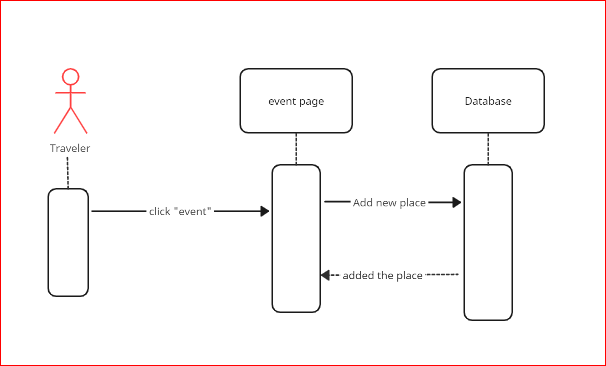 event page
Database
Traveler
click "event"
Add new place
added the place